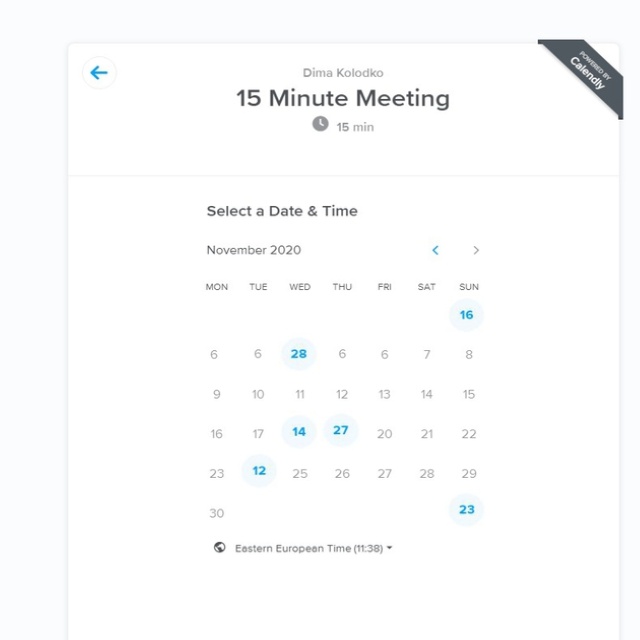 POWERED BY
Calendly
Dima Kolodko
15 Minute Meeting
15 min
Select a Date & Time
November 2020
MON TUE WED THU FRI SAT SUN
16
6 6 28 6 6 7 8
9 10 11 12 13 14 15
16 17 14 27 20 21 22
23 12 25 26 27 28 29
30 23
Eastern European Time (11:38)